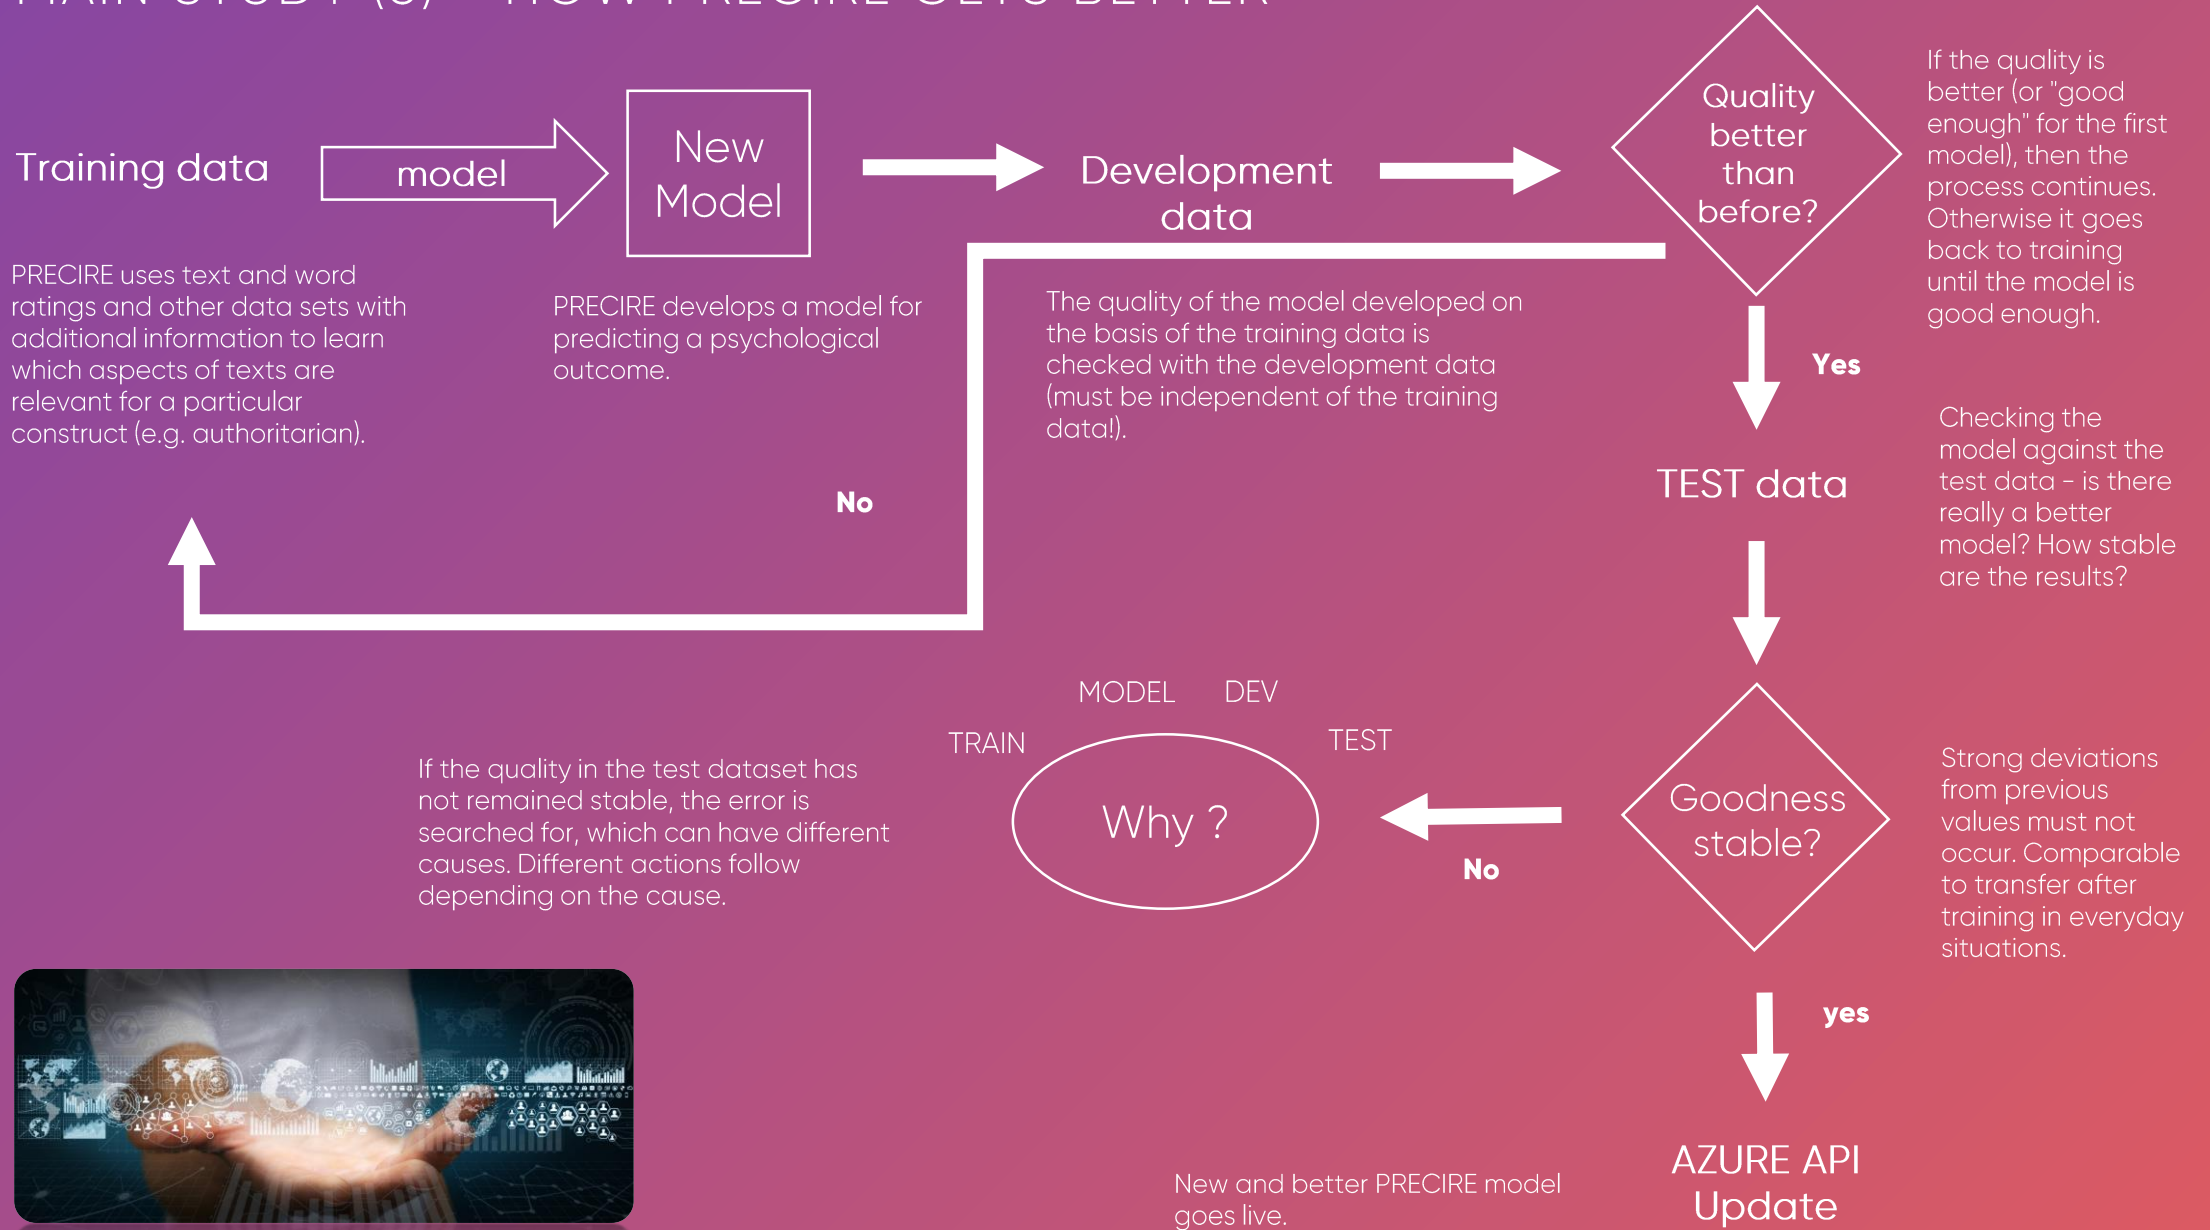 MAIN STUDY (3) – HOW PRECIRE GETS BETTER
Training data
model
New
Model
Development
data
Quality
better
than
before?
If the quality is
better (or "good
enough" for the first
model), then the
process continues.
Otherwise it goes
back to training
until the model is
good enough.
PRECIRE uses text and word
ratings and other data sets with
additional information to learn
which aspects of texts are
relevant for a particular
construct (e.g. authoritarian).
PRECIRE develops a model for
predicting a psychological
outcome.
The quality of the model developed on
the basis of the training data is
checked with the development data
(must be independent of the training
data!).
Yes
No
TEST data
Checking the
model against the
test data – is there
really a better
model? How stable
are the results?
MODEL
DEV
TRAIN
TEST
Why ?
If the quality in the test dataset has
not remained stable, the error is
searched for, which can have different
causes. Different actions follow
depending on the cause.
No
Goodness
stable?
Strong deviations
from previous
values must not
occur. Comparable
to transfer after
training in everyday
situations.
yes
AZURE API
Update
New and better PRECIRE model
goes live.